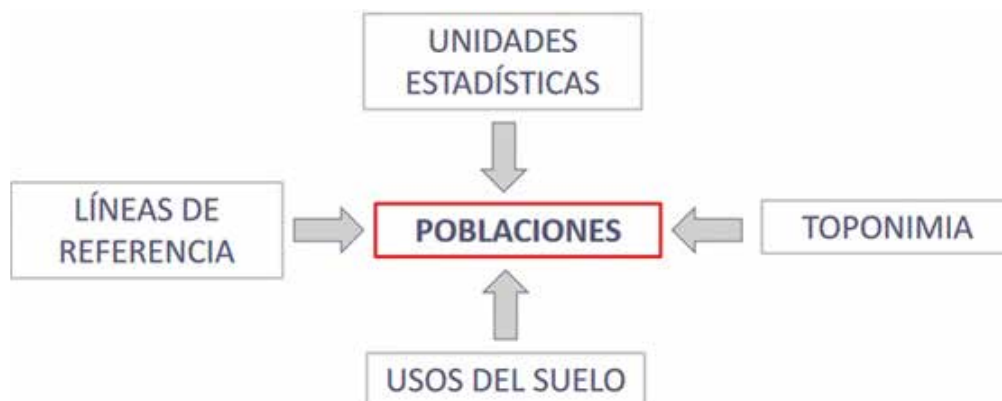 UNIDADES
ESTADÍSTICAS
LÍNEAS DE
REFERENCIA
POBLACIONES
TOPONIMIA
USOS DEL SUELO